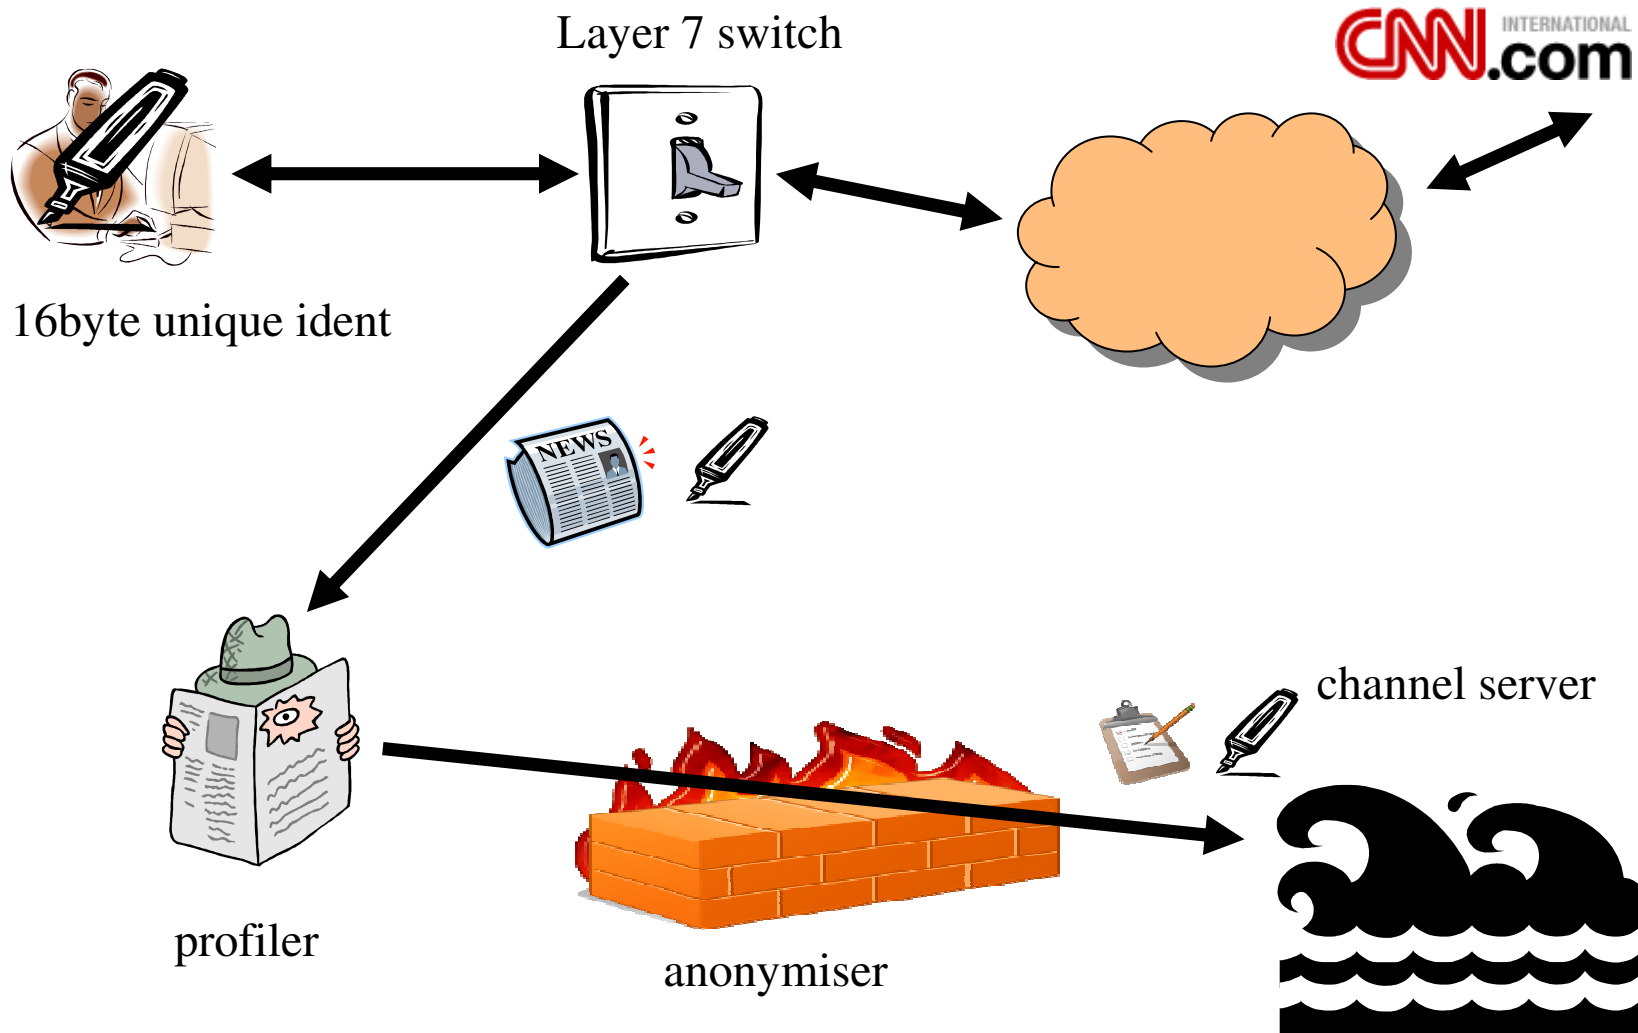 Layer 7 switch
CNN INTERNATIONAL
.com
16byte unique ident
NEWS
channel server
profiler
anonymiser